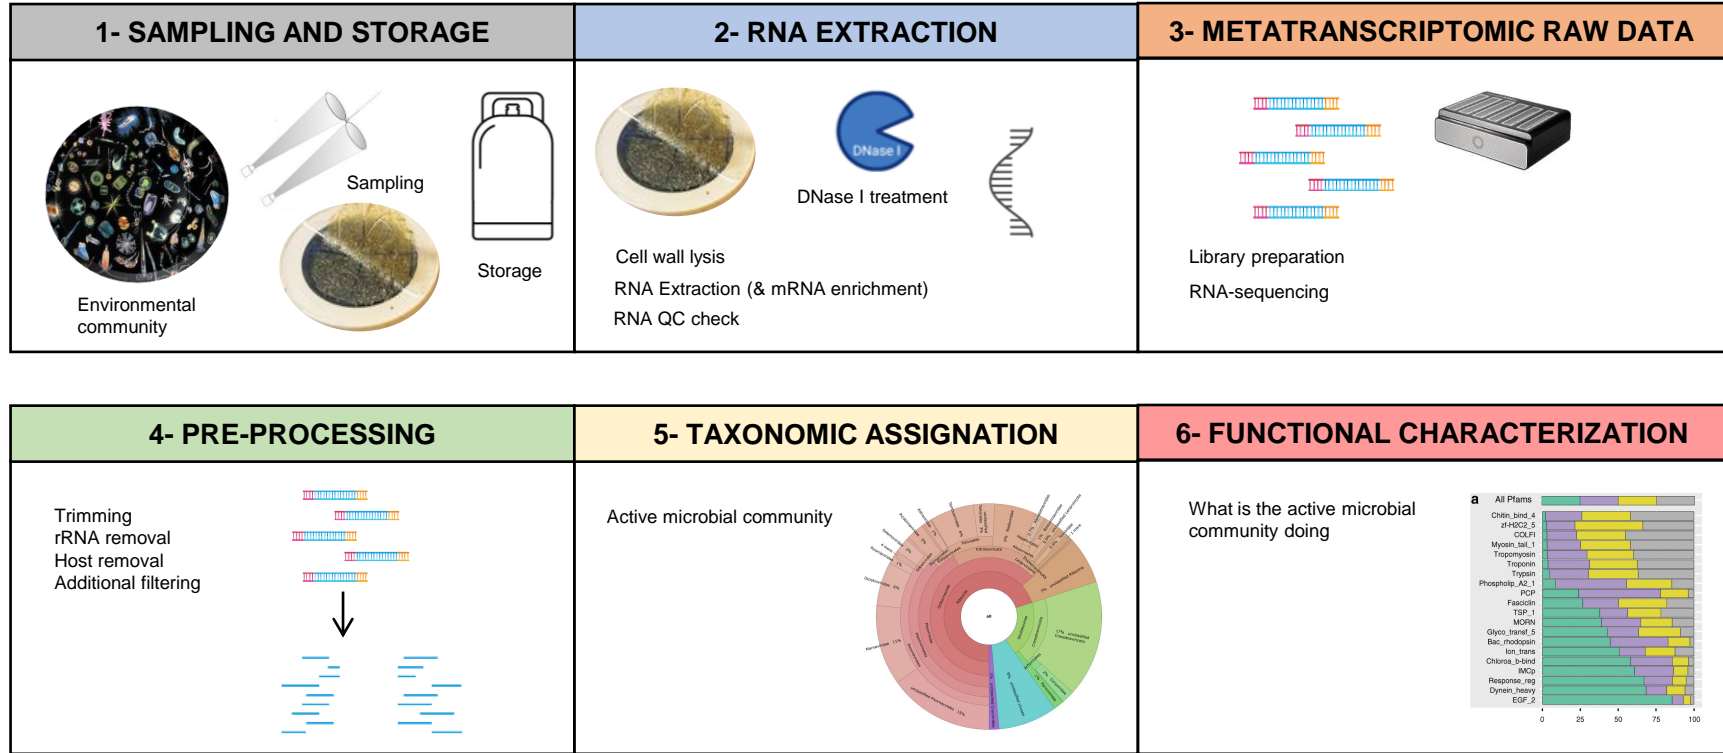 1- SAMPLING AND STORAGE
Sampling
Storage
Environmental
community
2- RNA EXTRACTION
DNase I
DNase I treatment
Cell wall lysis
RNA Extraction (& mRNA enrichment)
RNA QC check
3- METATRANSCRIPTOMIC RAW DATA
Library preparation
RNA-sequencing
4- PRE-PROCESSING
Trimming
rRNA removal
Host removal
Additional filtering
5- TAXONOMIC ASSIGNATION
Active microbial community
all
6- FUNCTIONAL CHARACTERIZATION
What is the active microbial
community doing
a
All Pfams
Chitin_bind_4
zf-H2C2_5
COLFI
Myosin_tail_1
Tropomyosin
Troponin
Trypsin
Phospholip_A2_1
PCP
Fasciclin
TSP_1
MORN
Glyco_transf_5
Bac_rhodopsin
Ion_trans
Chloroa_b-bind
IMCp
Response_reg
Dynein_heavy
EGF_2
0 25 50 75 100